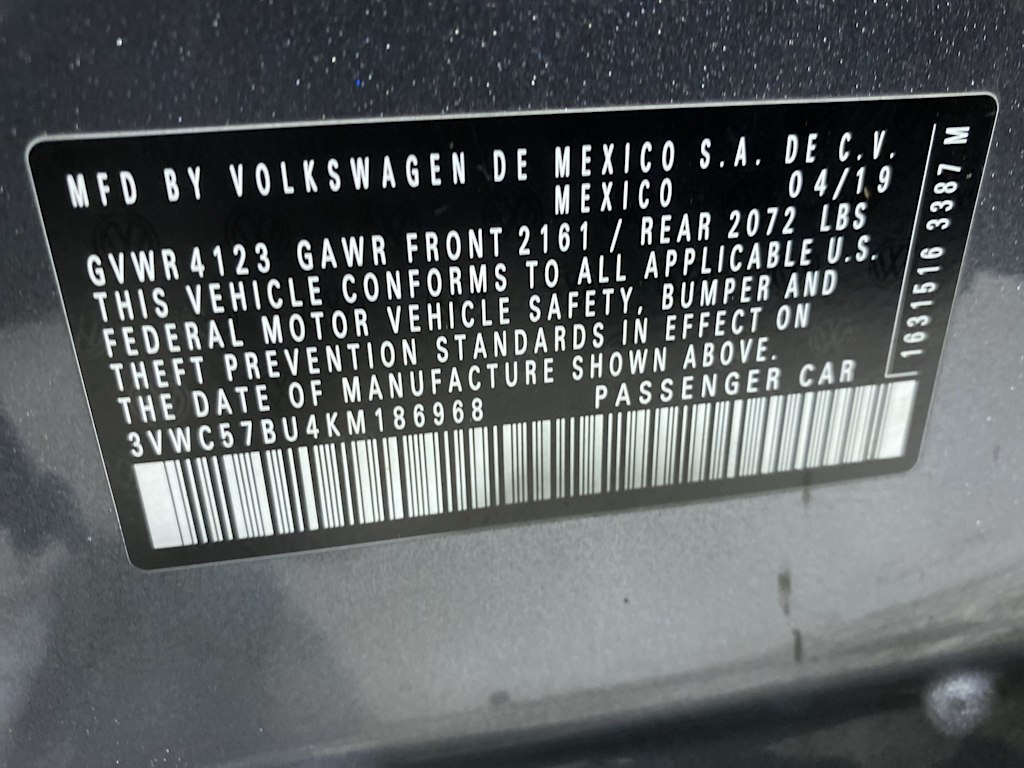 MFD BY VOLKSWAGEN DE MEXICO S.A. DE C.V.
MEXICO 04/19
GVWR 4123 GAWR FRONT 2161 / REAR 2072 LBS
THIS VEHICLE CONFORMS TO ALL APPLICABLE U.S.
FEDERAL MOTOR VEHICLE SAFETY, BUMPER AND
THEFT PREVENTION STANDARDS IN EFFECT ON
THE DATE OF MANUFACTURE SHOWN ABOVE.
3VWC57BU4KM186968 PASSENGER CAR
1631516 3387 M